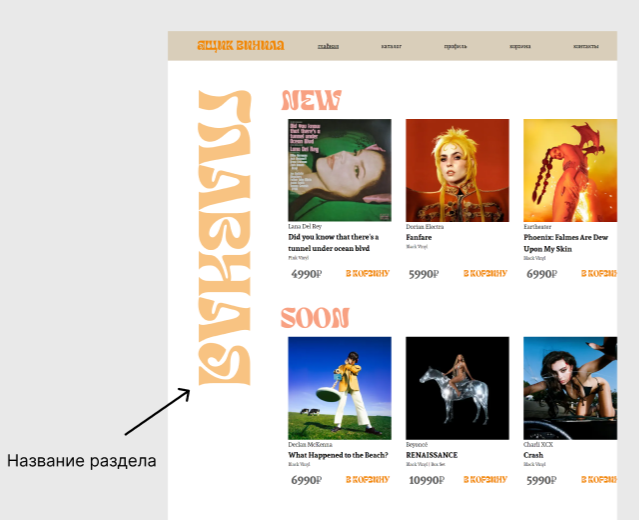 ЯЩИК ВИНИЛА
главная
каталог
профиль
корзина
контакты
ГЛАВНАЯ
NEW
Did you know
that there's a
tunnel under
Ocean Blvd
Lana Del Rey
Lana Del Rey
Did you know that there's a
tunnel under ocean blvd
Pink Vinyl
4990₽
В КОРЗИНУ
Dorian Electra
Fanfare
Black Vinyl
5990₽
В КОРЗИНУ
Eartheater
Phoenix: Falmes Are Dew
Upon My Skin
Black Vinyl
6990₽
В КОРЗИН
SOON
Declan McKenna
What Happened to the Beach?
Black Vinyl
6990₽
В КОРЗИНУ
Beyoncé
RENAISSANCE
Black Vinyl / Box Set
10990₽
В КОРЗИНУ
Charli XCX
Crash
Black Vinyl
5990₽
В КОРЗИН
Название раздела